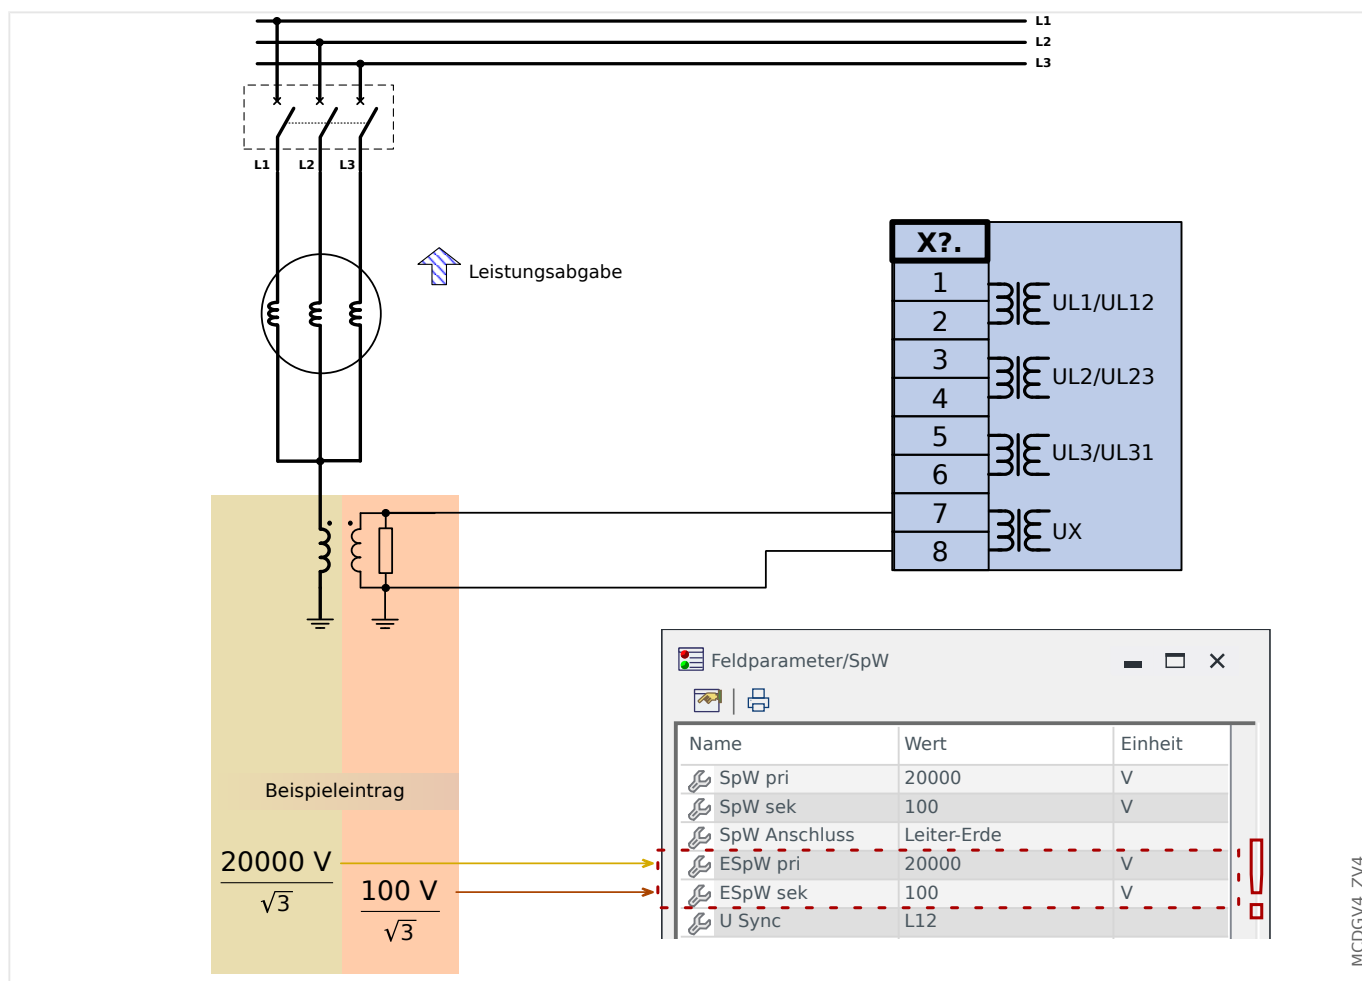 L1
L2
L3
L1 L2 L3
Leistungsabgabe
X?.
1
2
3
4
5
6
7
8
UL1/UL12
UL2/UL23
UL3/UL31
UX
Beispieleintrag
20000 V
√3
100 V
√3
Feldparameter/SpW
Name Wert Einheit
SpW pri 20000 V
SpW sek 100 V
SpW Anschluss Leiter-Erde
ESpW pri 20000 V
ESpW sek 100 V
U Sync L12
MCDGV4_ZV4